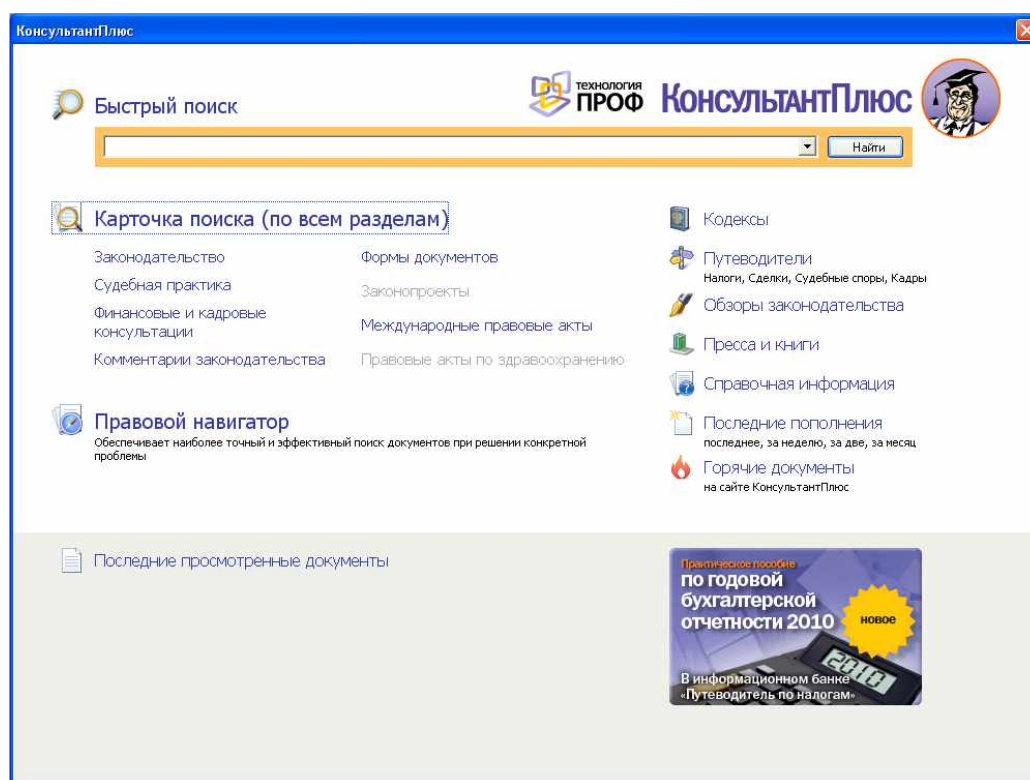 КонсультантПлюс
Быстрый поиск
технология
ПРОФ
КонсультантПлюс
Найти
Карточка поиска (по всем разделам)
Законодательство
Судебная практика
Финансовые и кадровые
консультации
Комментарии законодательства
Формы документов
Законопроекты
Международные правовые акты
Правовые акты по здравоохранению
Правовой навигатор
Обеспечивает наиболее точный и эффективный поиск документов при решении конкретной
проблемы
Кодексы
Путеводители
Налоги, Сделки, Судебные споры, Кадры
Обзоры законодательства
Пресса и книги
Справочная информация
Последние пополнения
последнее, за неделю, за две, за месяц
Горячие документы
на сайте КонсультантПлюс
Последние просмотренные документы
Практическое пособие
по годовой
бухгалтерской
отчетности 2010
НОВОЕ
2010
В информационном банке
«Путеводитель по налогам»